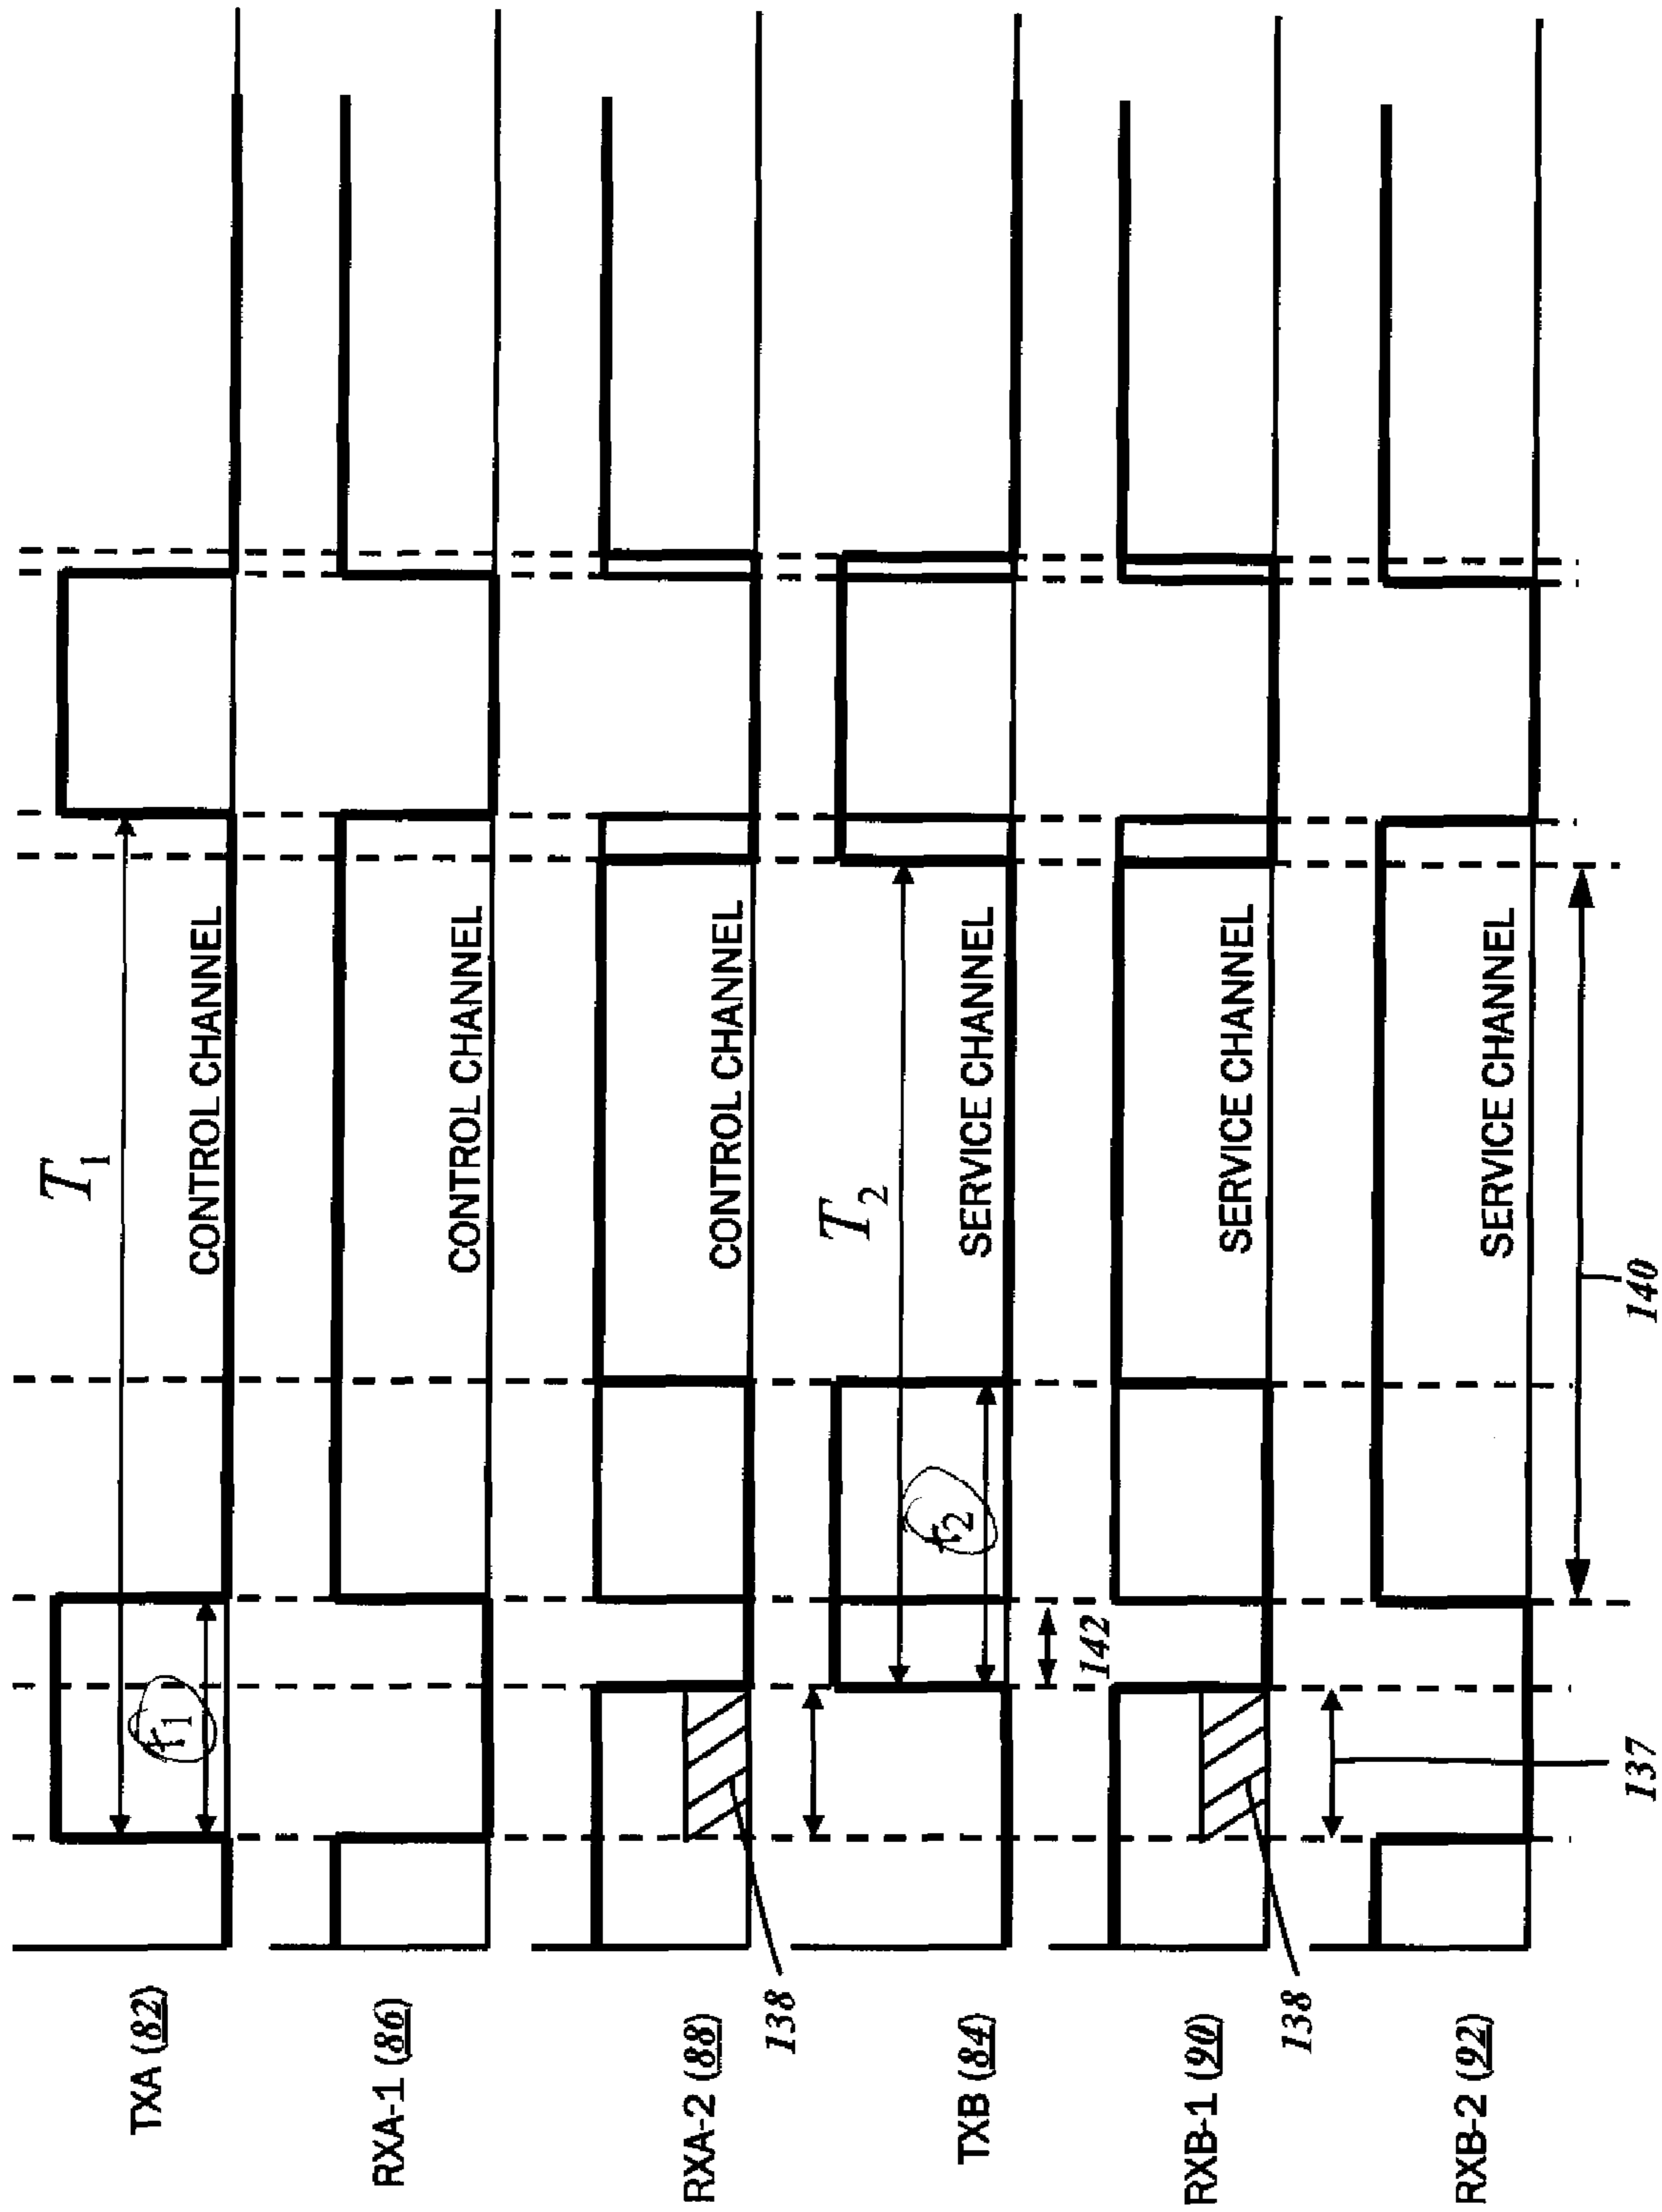 TXA (82)
T1
t1
CONTROL CHANNEL
RXA-1 (86)
CONTROL CHANNEL
RXA-2 (88)
138
CONTROL CHANNEL
TXB (84)
T2
t2
SERVICE CHANNEL
142
RXB-1 (90)
138
SERVICE CHANNEL
137
RXB-2 (92)
SERVICE CHANNEL
140